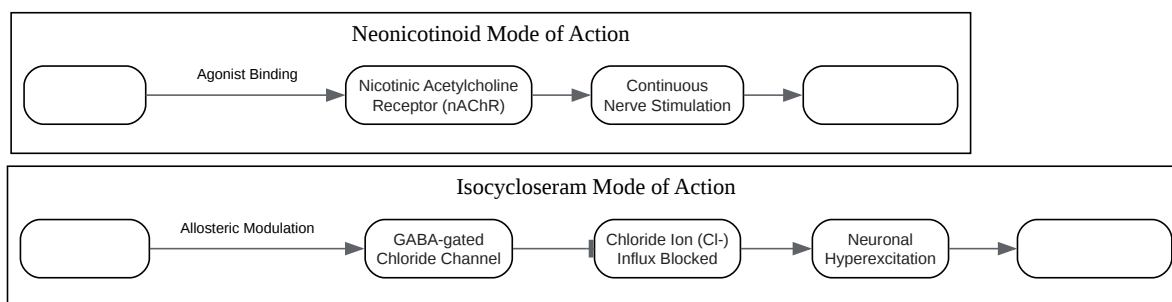 Neonicotinoid Mode of Action
Agonist Binding
Nicotinic Acetylcholine
Receptor (nAChR)
Continuous
Nerve Stimulation
Isocycloseram Mode of Action
Allosteric Modulation
GABA-gated
Chloride Channel
Chloride Ion (Cl-)
Influx Blocked
Neuronal
Hyperexcitation